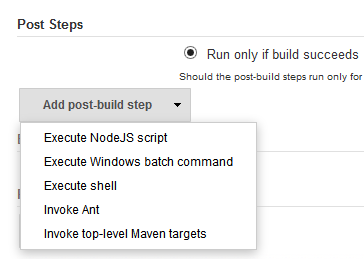 Post Steps
Run only if build succeeds
Should the post-build steps run only for
Add post-build step
Execute NodeJS script
Execute Windows batch command
Execute shell
Invoke Ant
Invoke top-level Maven targets